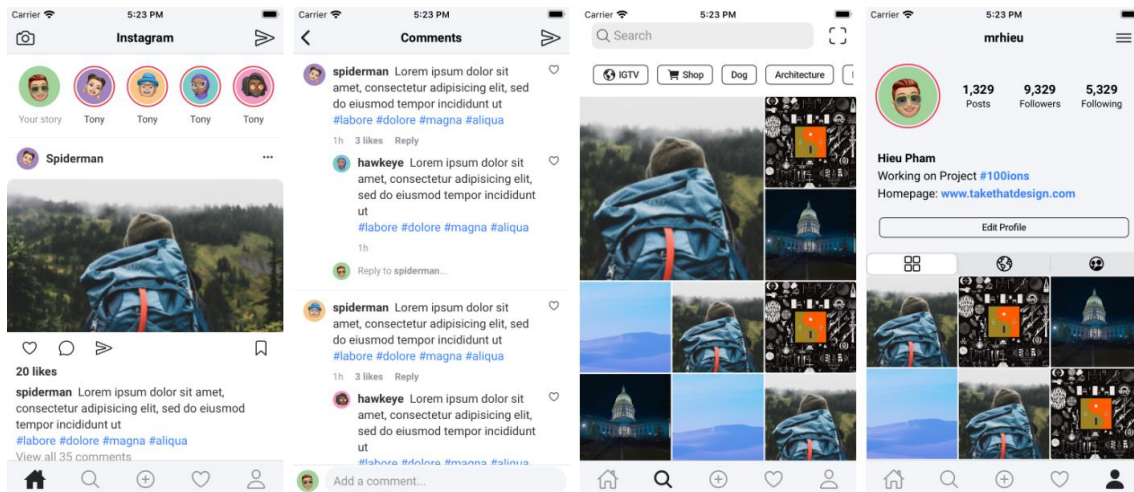 Carrier 5:23 PM
Instagram
Your story Tony Tony Tony Tony
Spiderman
20 likes
spiderman Lorem ipsum dolor sit amet,
consectetur adipisicing elit, sed do eiusmod
tempor incididunt ut
#labore #dolore #magna #aliqua
View all 35 comments
Carrier 5:23 PM
Comments
spiderman Lorem ipsum dolor sit
amet, consectetur adipisicing elit, sed
do eiusmod tempor incididunt ut
#labore #dolore #magna #aliqua
1h 3 likes Reply
hawkeye Lorem ipsum dolor sit
amet, consectetur adipisicing elit,
sed do eiusmod tempor incididunt
ut
#labore #dolore #magna #aliqua
1h
Reply to spiderman...
spiderman Lorem ipsum dolor sit
amet, consectetur adipisicing elit, sed
do eiusmod tempor incididunt ut
#labore #dolore #magna #aliqua
1h 3 likes Reply
hawkeye Lorem ipsum dolor sit
amet, consectetur adipisicing elit,
sed do eiusmod tempor incididunt
ut
#labore #dolore #magna #aliqua
Add a comment...
Carrier 5:23 PM
Search
IGTV Shop Dog Architecture
Carrier 5:23 PM
mrhieu
1,329 9,329 5,329
Posts Followers Following
Hieu Pham
Working on Project #100ions
Homepage: www.takethatdesign.com
Edit Profile